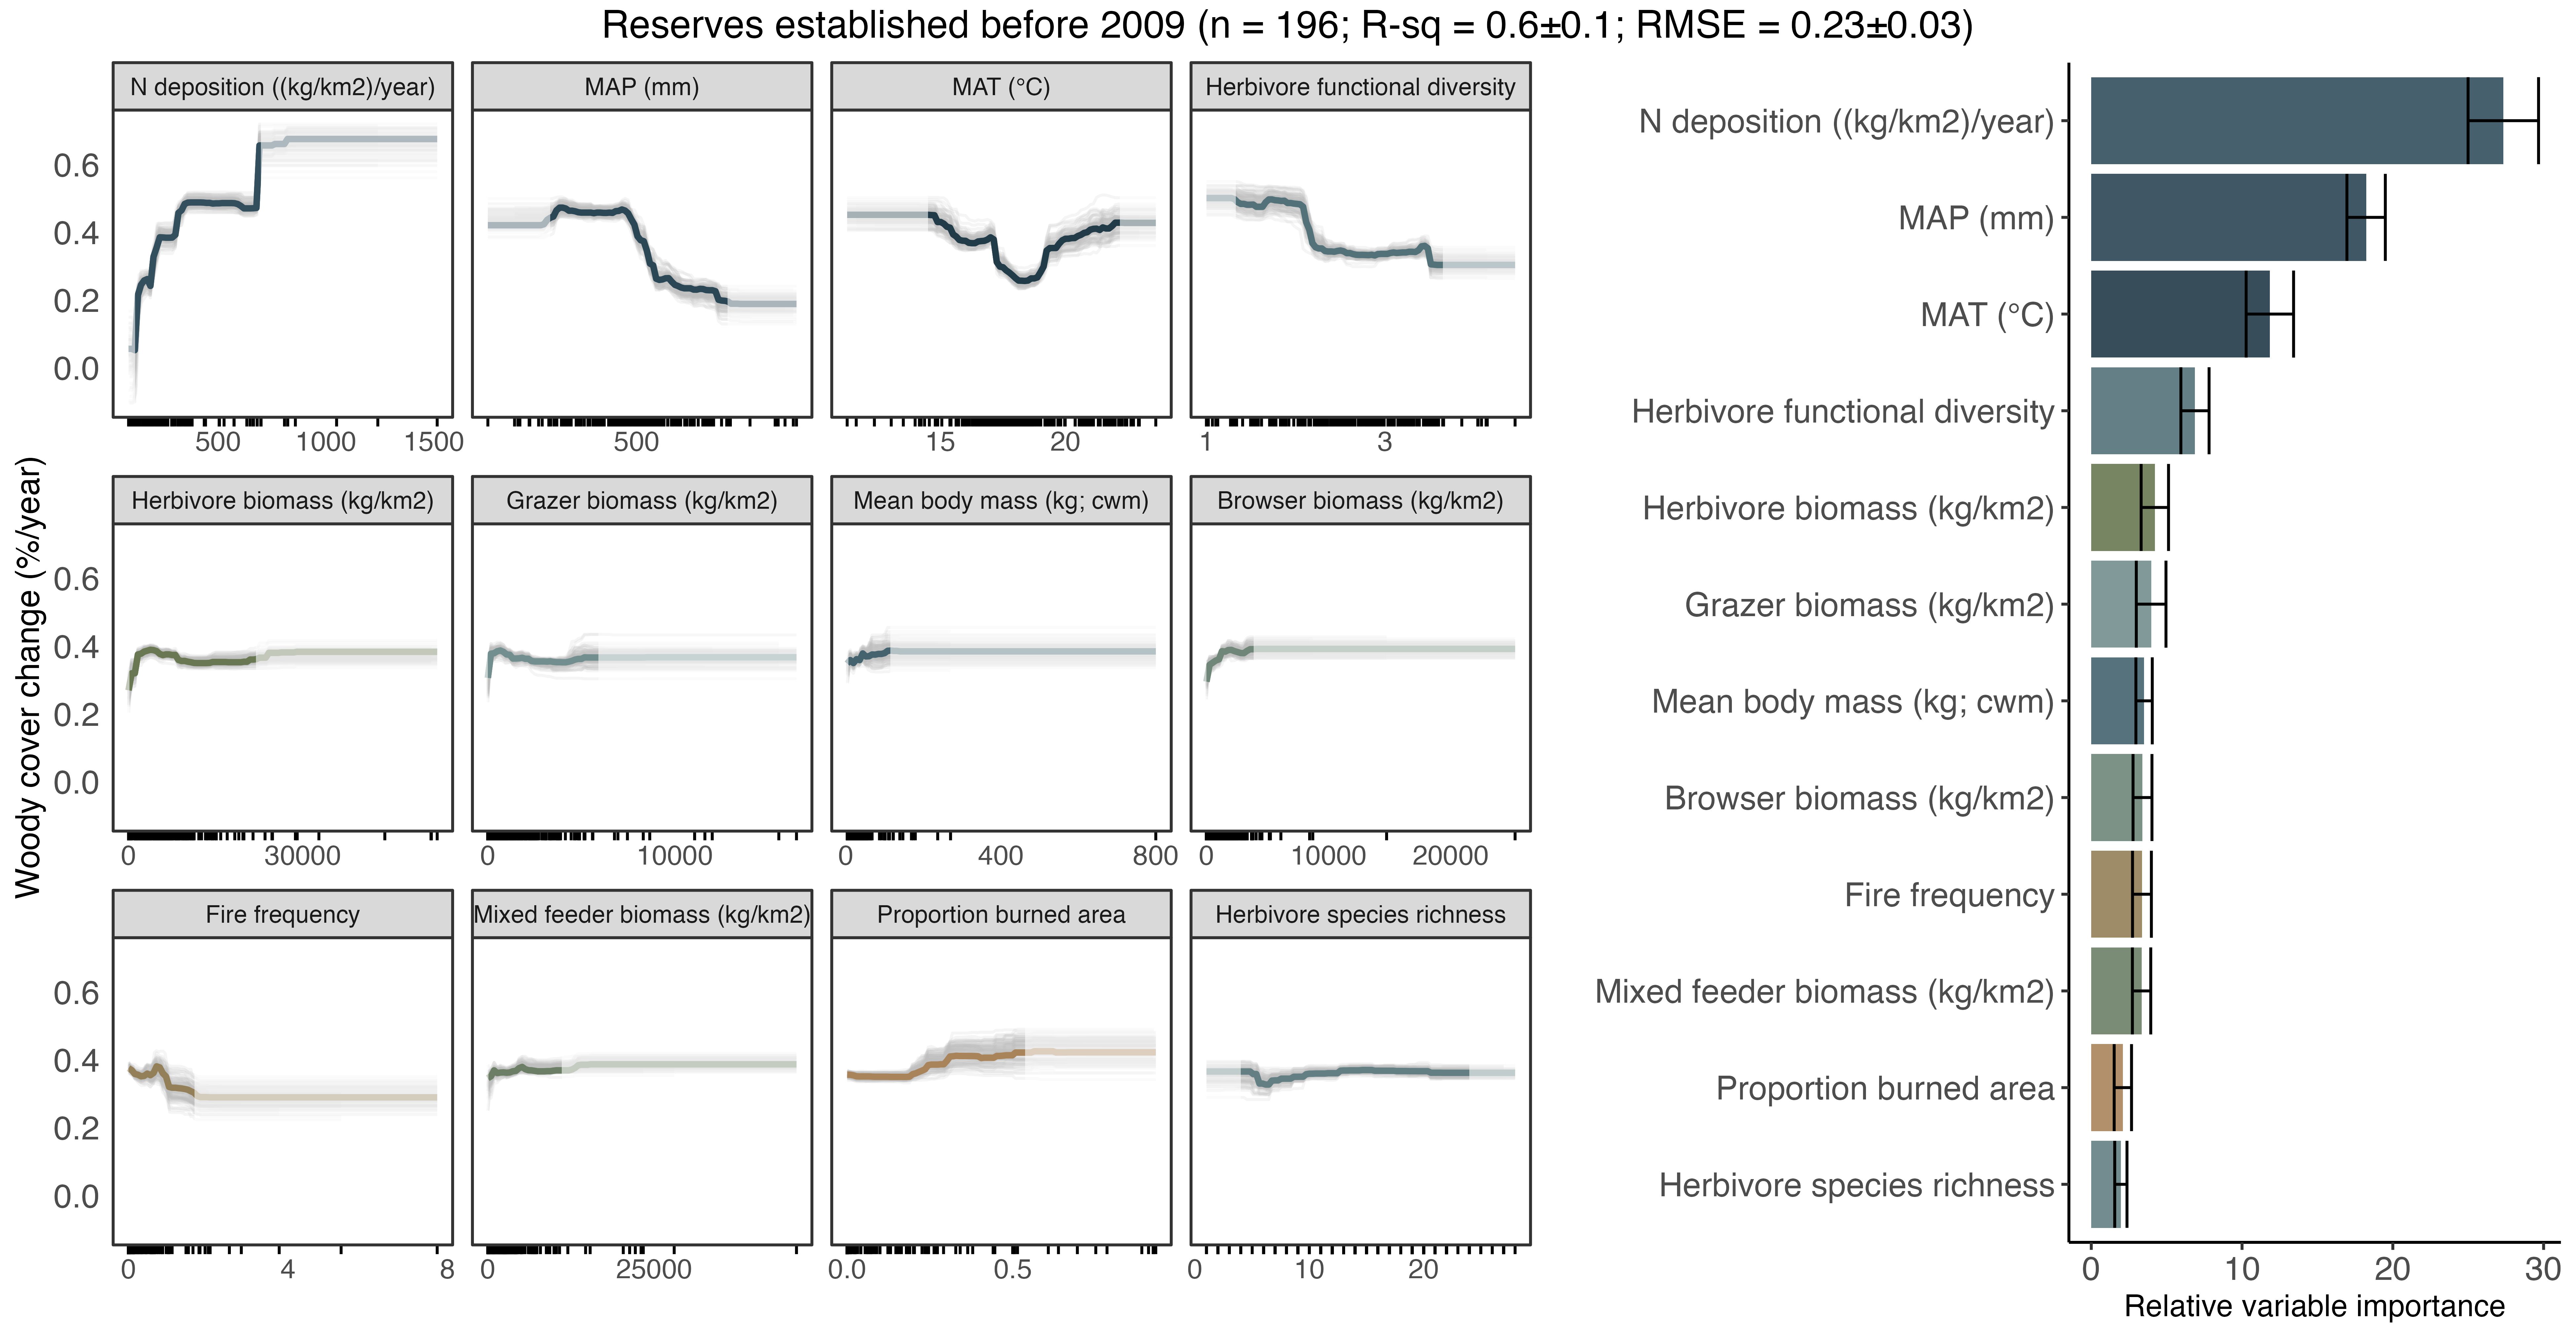 Reserves established before 2009 (n = 196; R-sq = 0.6±0.1; RMSE = 0.23±0.03)
Woody cover change (%/year)
N deposition ((kg/km2)/year)
MAP (mm)
MAT (°C)
Herbivore functional diversity
0.6
0.4
0.2
0.0
500 1000 1500
500
15 20
1 3
Herbivore biomass (kg/km2)
Grazer biomass (kg/km2)
Mean body mass (kg; cwm)
Browser biomass (kg/km2)
0.6
0.4
0.2
0.0
0 30000
0 10000
0 400 800
0 10000 20000
Fire frequency
Mixed feeder biomass (kg/km2)
Proportion burned area
Herbivore species richness
0.6
0.4
0.2
0.0
0 4 8
0 25000
0.0 0.5
0 10 20
N deposition ((kg/km2)/year)
MAP (mm)
MAT (°C)
Herbivore functional diversity
Herbivore biomass (kg/km2)
Grazer biomass (kg/km2)
Mean body mass (kg; cwm)
Browser biomass (kg/km2)
Fire frequency
Mixed feeder biomass (kg/km2)
Proportion burned area
Herbivore species richness
0 10 20 30
Relative variable importance